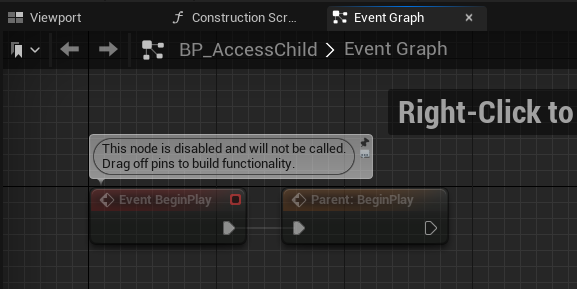 Viewport
Construction Scr...
Event Graph
BP_AccessChild > Event Graph
Right-Click to
This node is disabled and will not be called.
Drag off pins to build functionality.
Event BeginPlay
Parent: BeginPlay